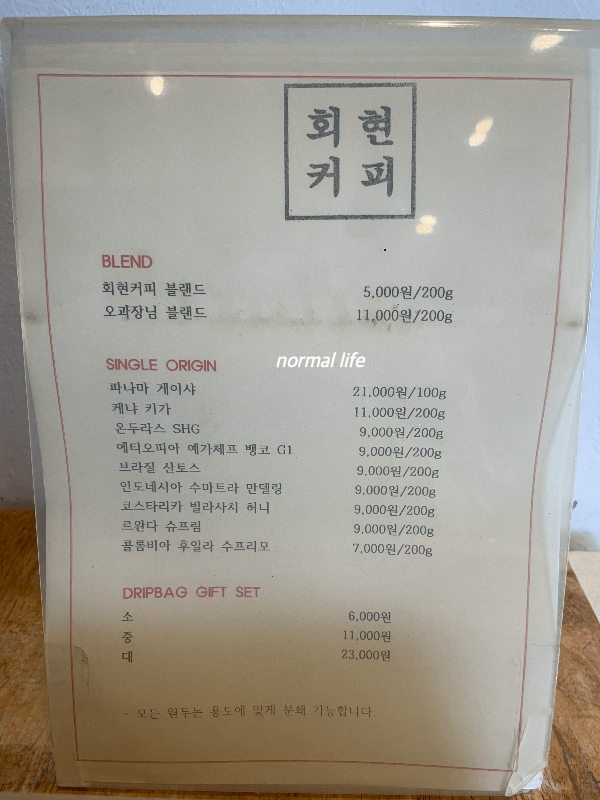 회현
커피
BLEND
회현커피 블랜드 5,000원/200g
오과장님 블랜드 11,000원/200g
SINGLE ORIGIN
normal life
파나마 게이샤 21,000원/100g
케냐 키가 11,000원/200g
온두라스 SHG 9,000원/200g
에티오피아 예가체프 뱅코 G1 9,000원/200g
브라질 산토스 9,000원/200g
인도네시아 수마트라 만델링 9,000원/200g
코스타리카 빌라사치 허니 9,000원/200g
르완다 슈프림 9,000원/200g
콜롬비아 후일라 수프리모 7,000원/200g
DRIPBAG GIFT SET
소 6,000원
중 11,000원
대 23,000원
- 모든 원두는 용도에 맞게 분쇄 가능합니다.